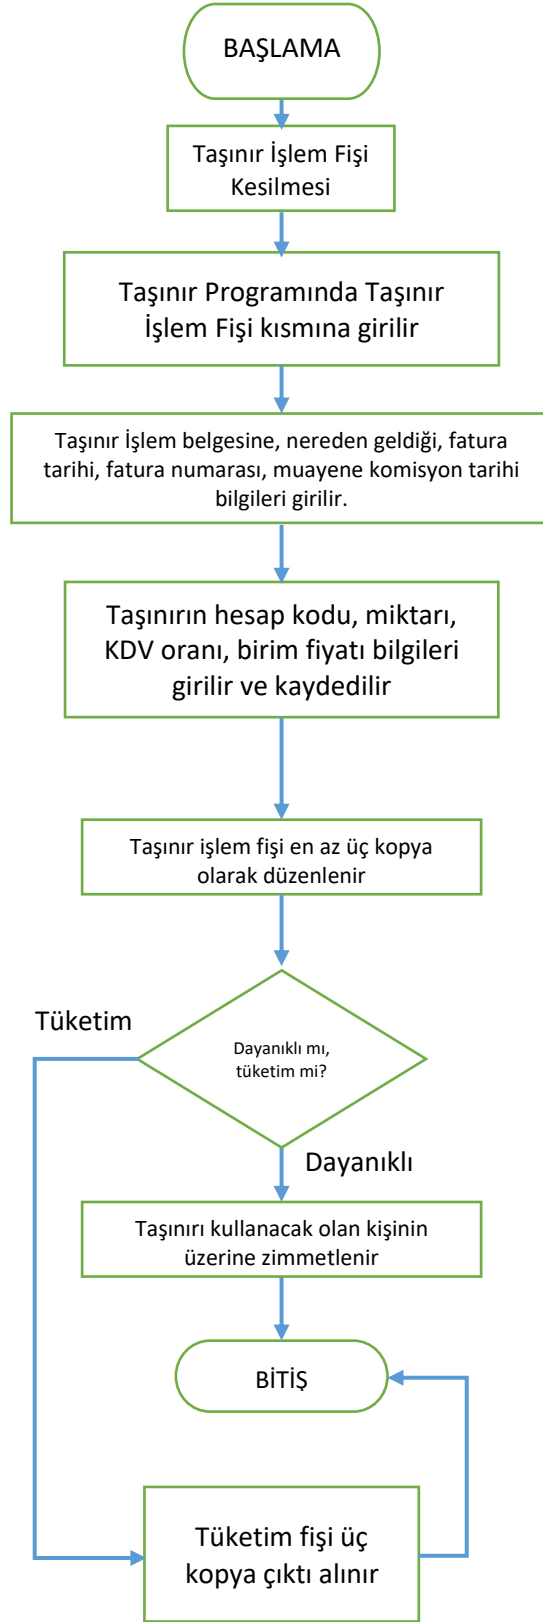 BAŞLAMA
Taşınır İşlem Fişi
Kesilmesi
Taşınır Programında Taşınır
İşlem Fişi kısmına girilir
Taşınır İşlem belgesine, nereden geldiği, fatura
tarihi, fatura numarası, muayene komisyon tarihi
bilgileri girilir.
Taşınırın hesap kodu, miktarı,
KDV oranı, birim fiyatı bilgileri
girilir ve kaydedilir
Taşınır işlem fişi en az üç kopya
olarak düzenlenir
Tüketim
Dayanıklı mı,
tüketim mi?
Dayanıklı
Taşınırı kullanacak olan kişinin
üzerine zimmetlenir
BİTİŞ
Tüketim fişi üç
kopya çıktı alınır